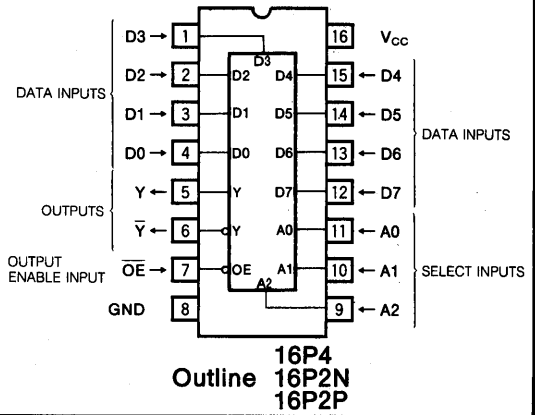 D3 → 1 16 V_CC
D3
D2 → 2 D2 D4 15 ← D4
DATA INPUTS
D1 → 3 D1 D5 14 ← D5
DATA INPUTS
D0 → 4 D0 D6 13 ← D6
Y ← 5 Y D7 12 ← D7
OUTPUTS
Y̅ ← 6 Y A0 11 ← A0
OUTPUT
ENABLE INPUT
O̅E̅ → 7 OE A1 10 ← A1
SELECT INPUTS
A2
GND 8 9 ← A2
16P4
Outline 16P2N
16P2P